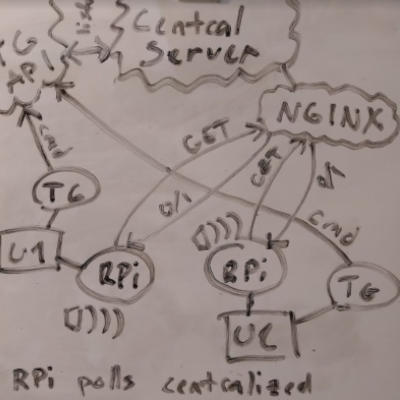 Central
Server
TG
API
NGINX
GET
cmd
GET
0/1
0/1
TG
cmd
U1
RPi
RPi
TG
UC
RPi polls centralized